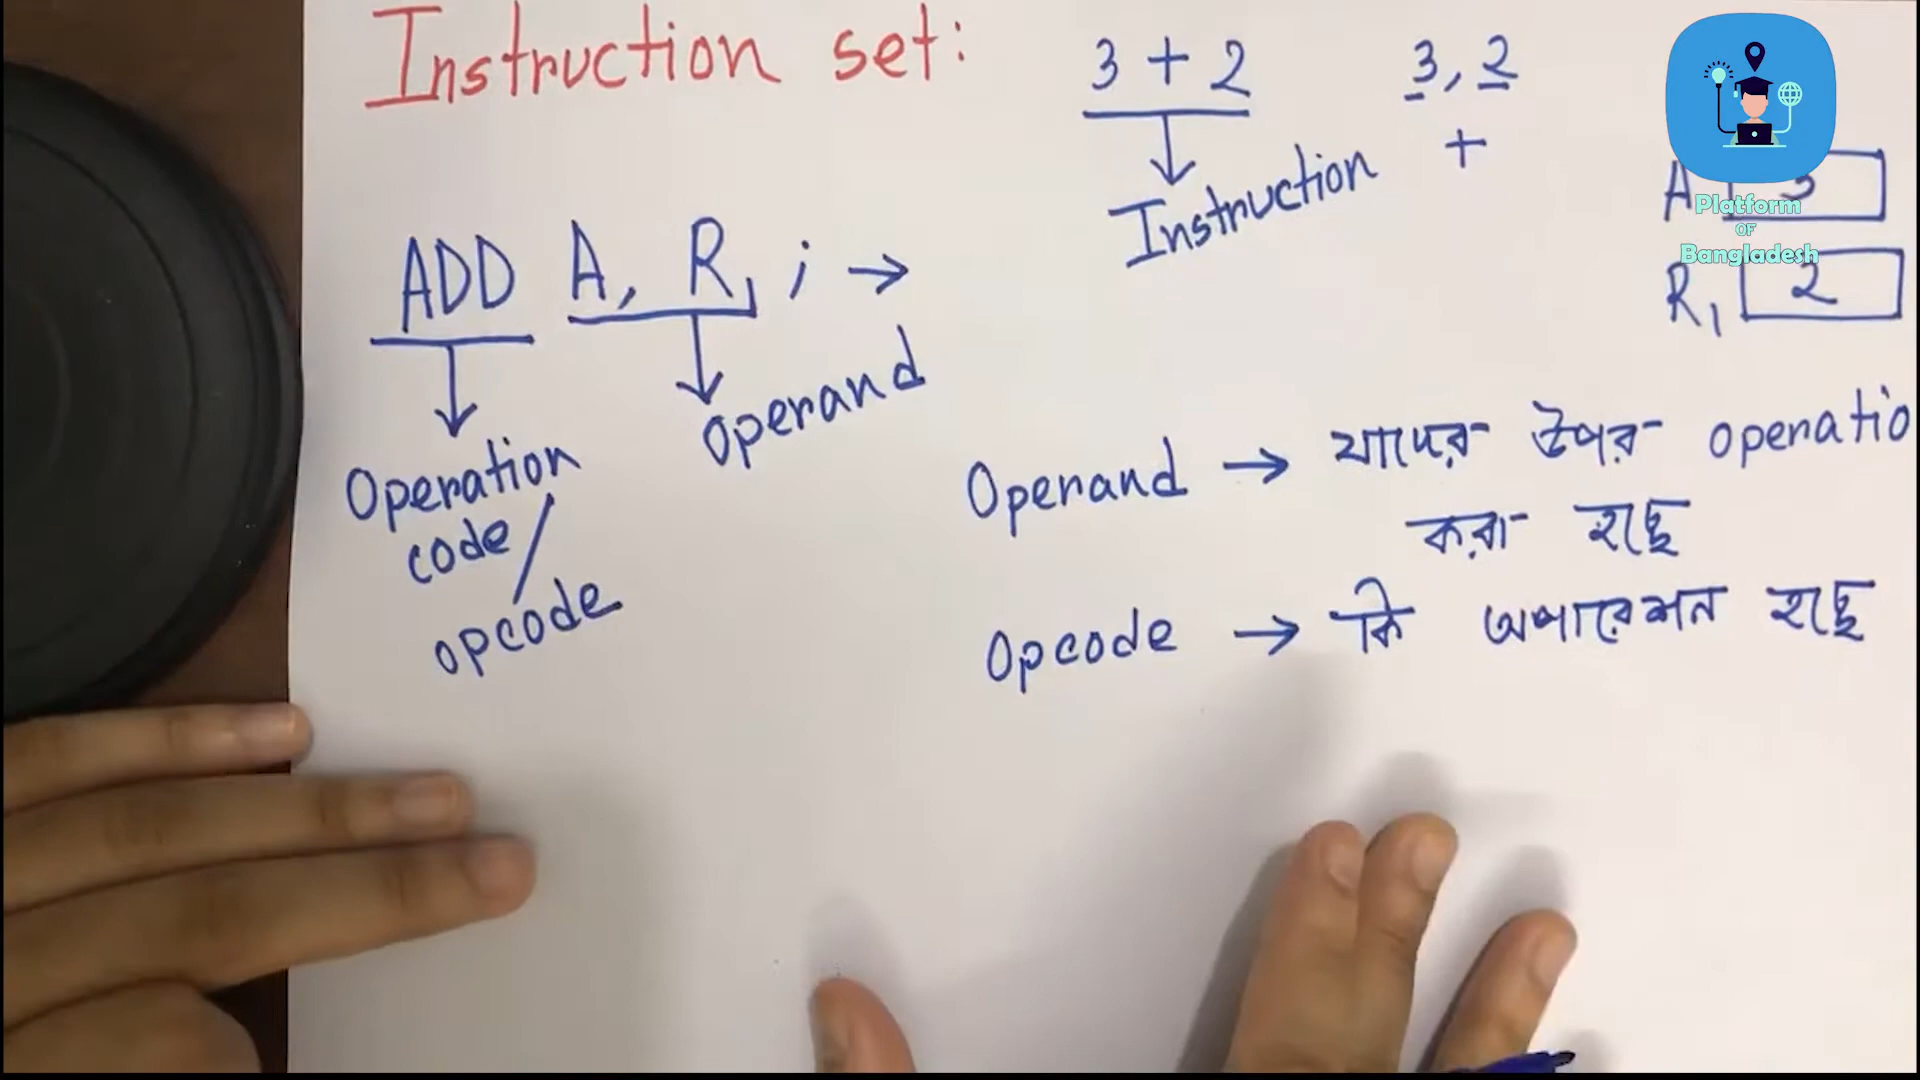 Instruction set:
3 + 2
3, 2
+
Instruction
A 3
Platform
OF
Bangladesh
R1 2
ADD A, R1 ; →
Operand
Operation
code/
opcode
Operand → যাদের উপর operatio
করা হচ্ছে
Opcode → কি অপারেশন হচ্ছে